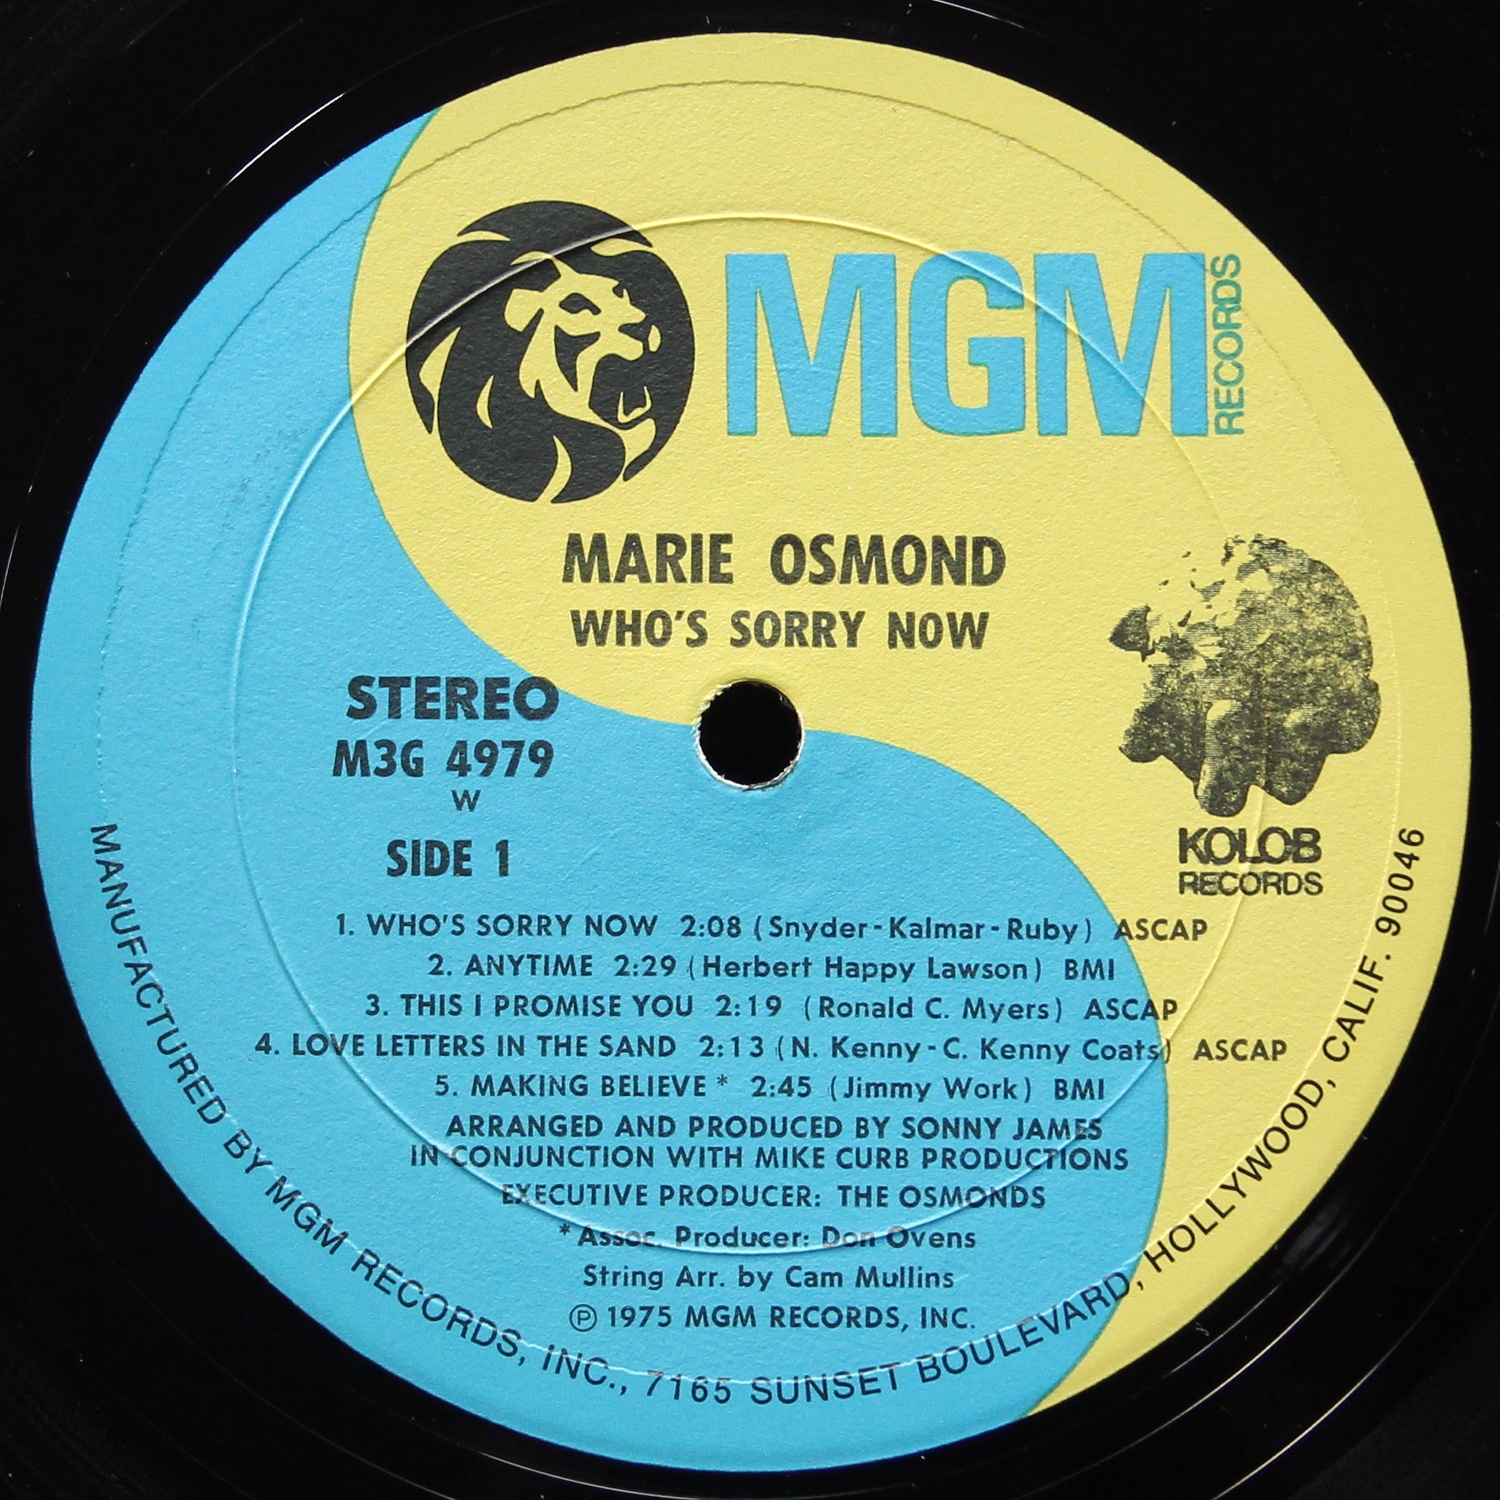 MGM
RECORDS
MARIE OSMOND
WHO'S SORRY NOW
STEREO
M3G 4979
W
SIDE 1
KOLOB
RECORDS
1. WHO'S SORRY NOW 2:08 (Snyder-Kalmar-Ruby) ASCAP
2. ANYTIME 2:29 (Herbert Happy Lawson) BMI
3. THIS I PROMISE YOU 2:19 (Ronald C. Myers) ASCAP
4. LOVE LETTERS IN THE SAND 2:13 (N. Kenny-C. Kenny Coats) ASCAP
5. MAKING BELIEVE * 2:45 (Jimmy Work) BMI
ARRANGED AND PRODUCED BY SONNY JAMES
IN CONJUNCTION WITH MIKE CURB PRODUCTIONS
EXECUTIVE PRODUCER: THE OSMONDS
* Assoc. Producer: Don Ovens
String Arr. by Cam Mullins
℗ 1975 MGM RECORDS, INC.
MANUFACTURED BY MGM RECORDS, INC., 7165 SUNSET BOULEVARD, HOLLYWOOD, CALIF. 90046